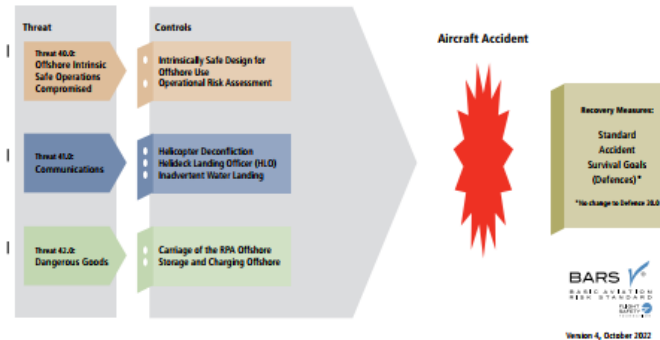 Threat
Controls
Threat 40.0:
Offshore Intrinsic
Safe Operations
Compromised
Intrinsically Safe Design for
Offshore Use
Operational Risk Assessment
Threat 41.0:
Communications
Helicopter Deconfliction
Helideck Landing Officer (HLO)
Inadvertent Water Landing
Threat 42.0:
Dangerous Goods
Carriage of the RPA Offshore
Storage and Charging Offshore
Aircraft Accident
Recovery Measures:
Standard
Accident
Survival Goals
(Defences)*
*No change to Defence 28.0
BARS
BASIC AVIATION
RISK STANDARD
FLIGHT
SAFETY
Version 4, October 2022